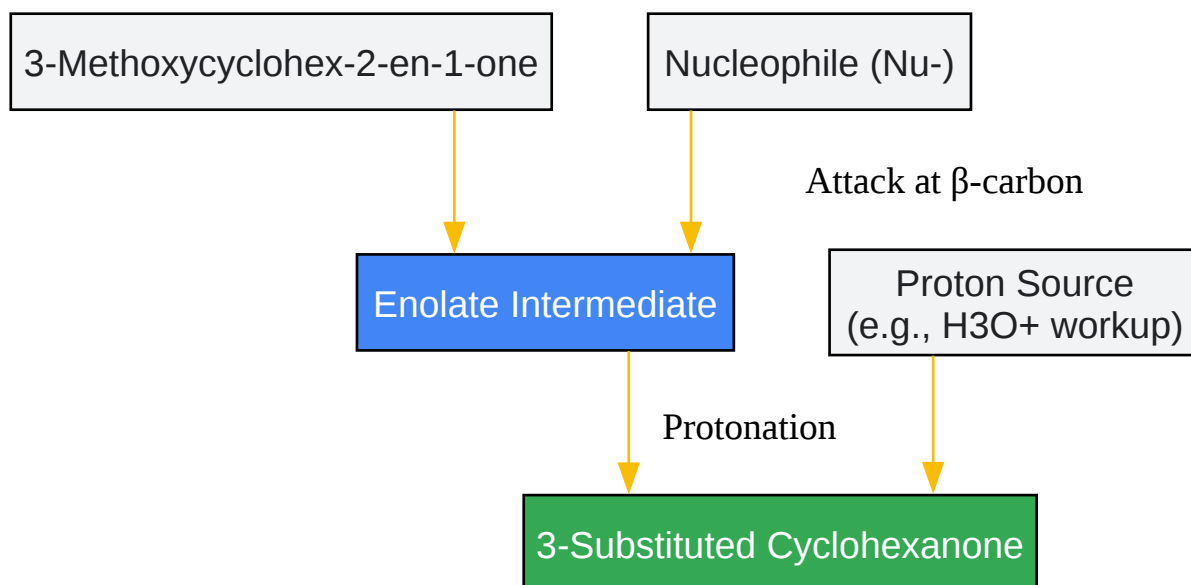 3-Methoxycyclohex-2-en-1-one
Nucleophile (Nu-)
Attack at β-carbon
Enolate Intermediate
Proton Source
(e.g., H3O+ workup)
Protonation
3-Substituted Cyclohexanone